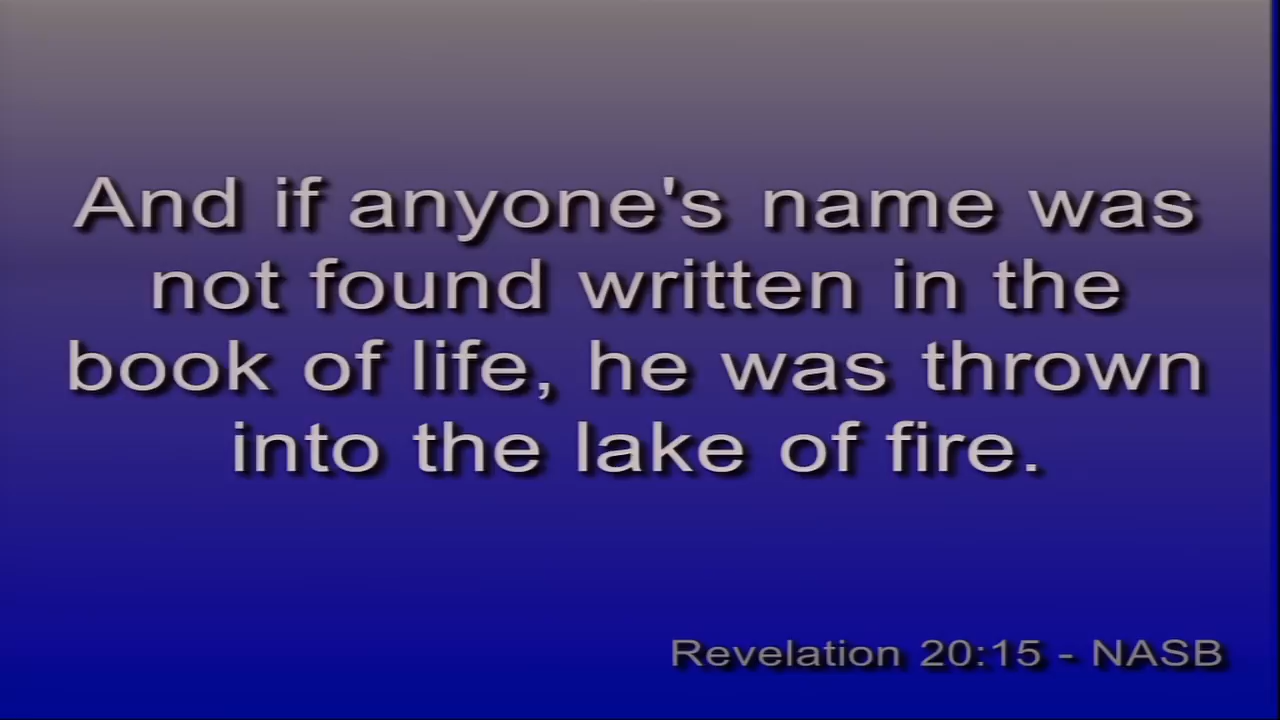 And if anyone's name was
not found written in the
book of life, he was thrown
into the lake of fire.
Revelation 20:15 - NASB